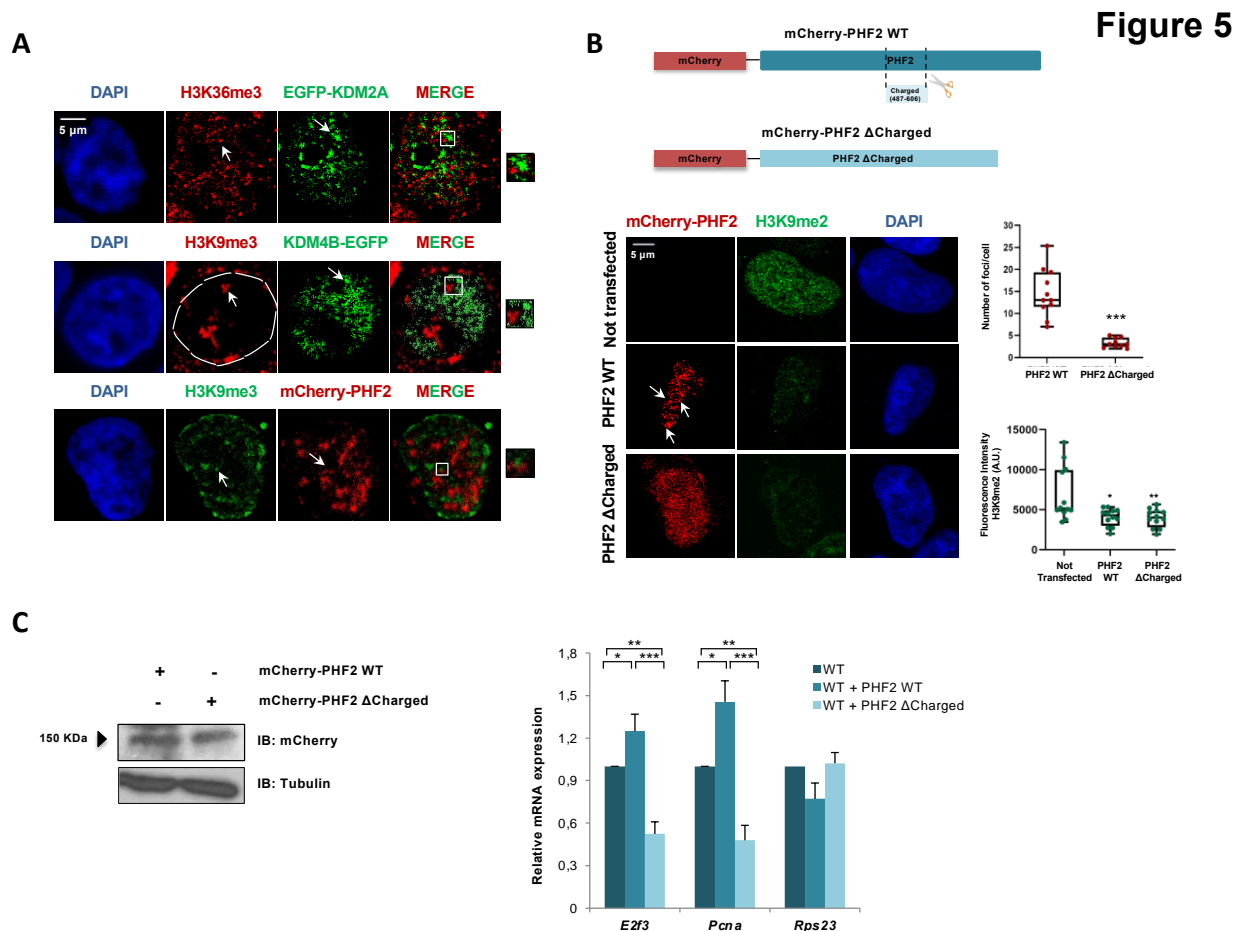 Figure 5
A
DAPI H3K36me3 EGFP-KDM2A MERGE
5 µm
DAPI H3K9me3 KDM4B-EGFP MERGE
DAPI H3K9me3 mCherry-PHF2 MERGE
B
mCherry-PHF2 WT
mCherry PHF2
Charged
(487-606)
mCherry-PHF2 ΔCharged
mCherry PHF2 ΔCharged
mCherry-PHF2 H3K9me2 DAPI
5 µm
Not transfected
PHF2 WT
PHF2 ΔCharged
Number of foci/cell
30
25
20
15
10
5
0
***
PHF2 WT PHF2 ΔCharged
Fluorescence Intensity
H3K9me2 (A.U.)
15000
10000
5000
0
* **
Not
Transfected
PHF2
WT
PHF2
ΔCharged
C
+ - mCherry-PHF2 WT
- + mCherry-PHF2 ΔCharged
150 KDa IB: mCherry
IB: Tubulin
Relative mRNA expression
1,8
1,5
1,2
0,9
0,6
0,3
0
** **
* *** * ***
WT
WT + PHF2 WT
WT + PHF2 ΔCharged
E2f3 Pcna Rps23